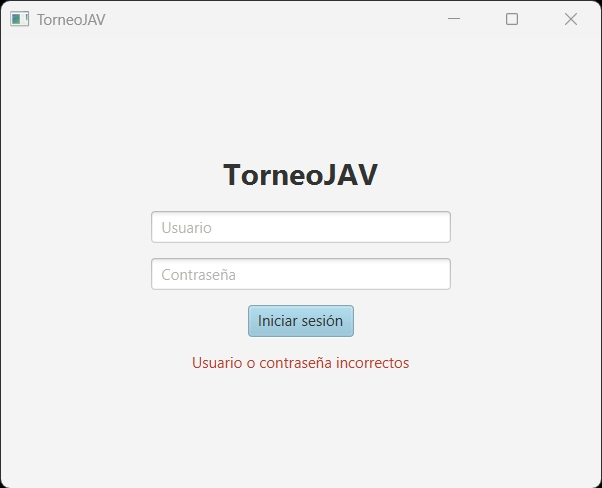 TorneoJAV
TorneoJAV
Usuario
Contraseña
Iniciar sesión
Usuario o contraseña incorrectos